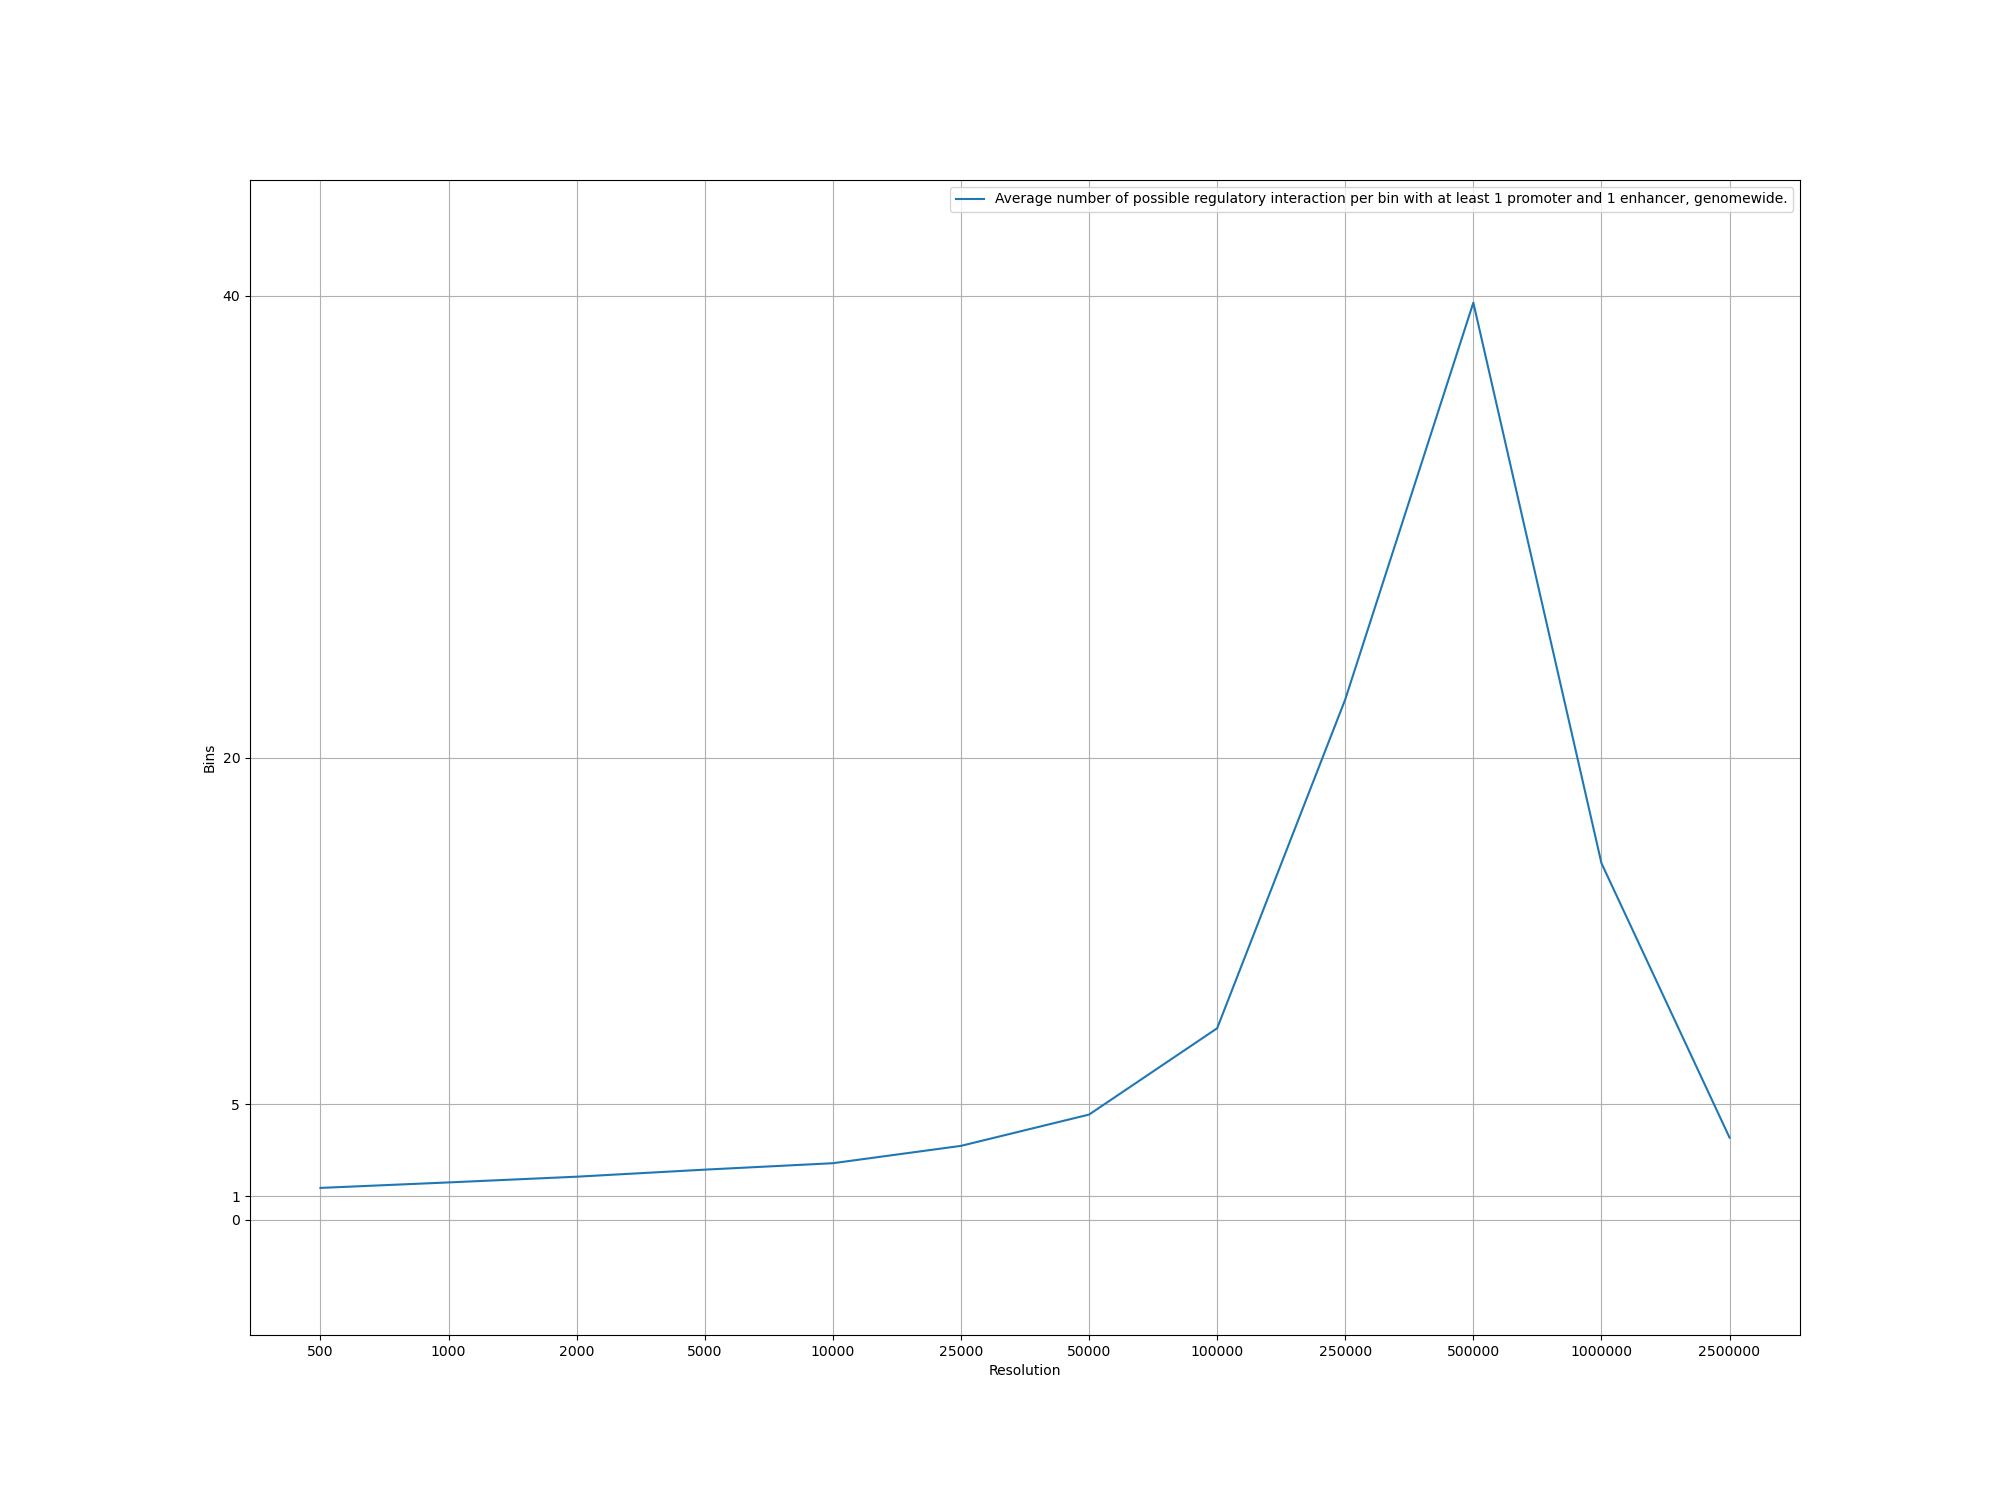 Average number of possible regulatory interaction per bin with at least 1 promoter and 1 enhancer, genomewide.
40
20
5
1
0
Bins
500 1000 2000 5000 10000 25000 50000 100000 250000 500000 1000000 2500000
Resolution